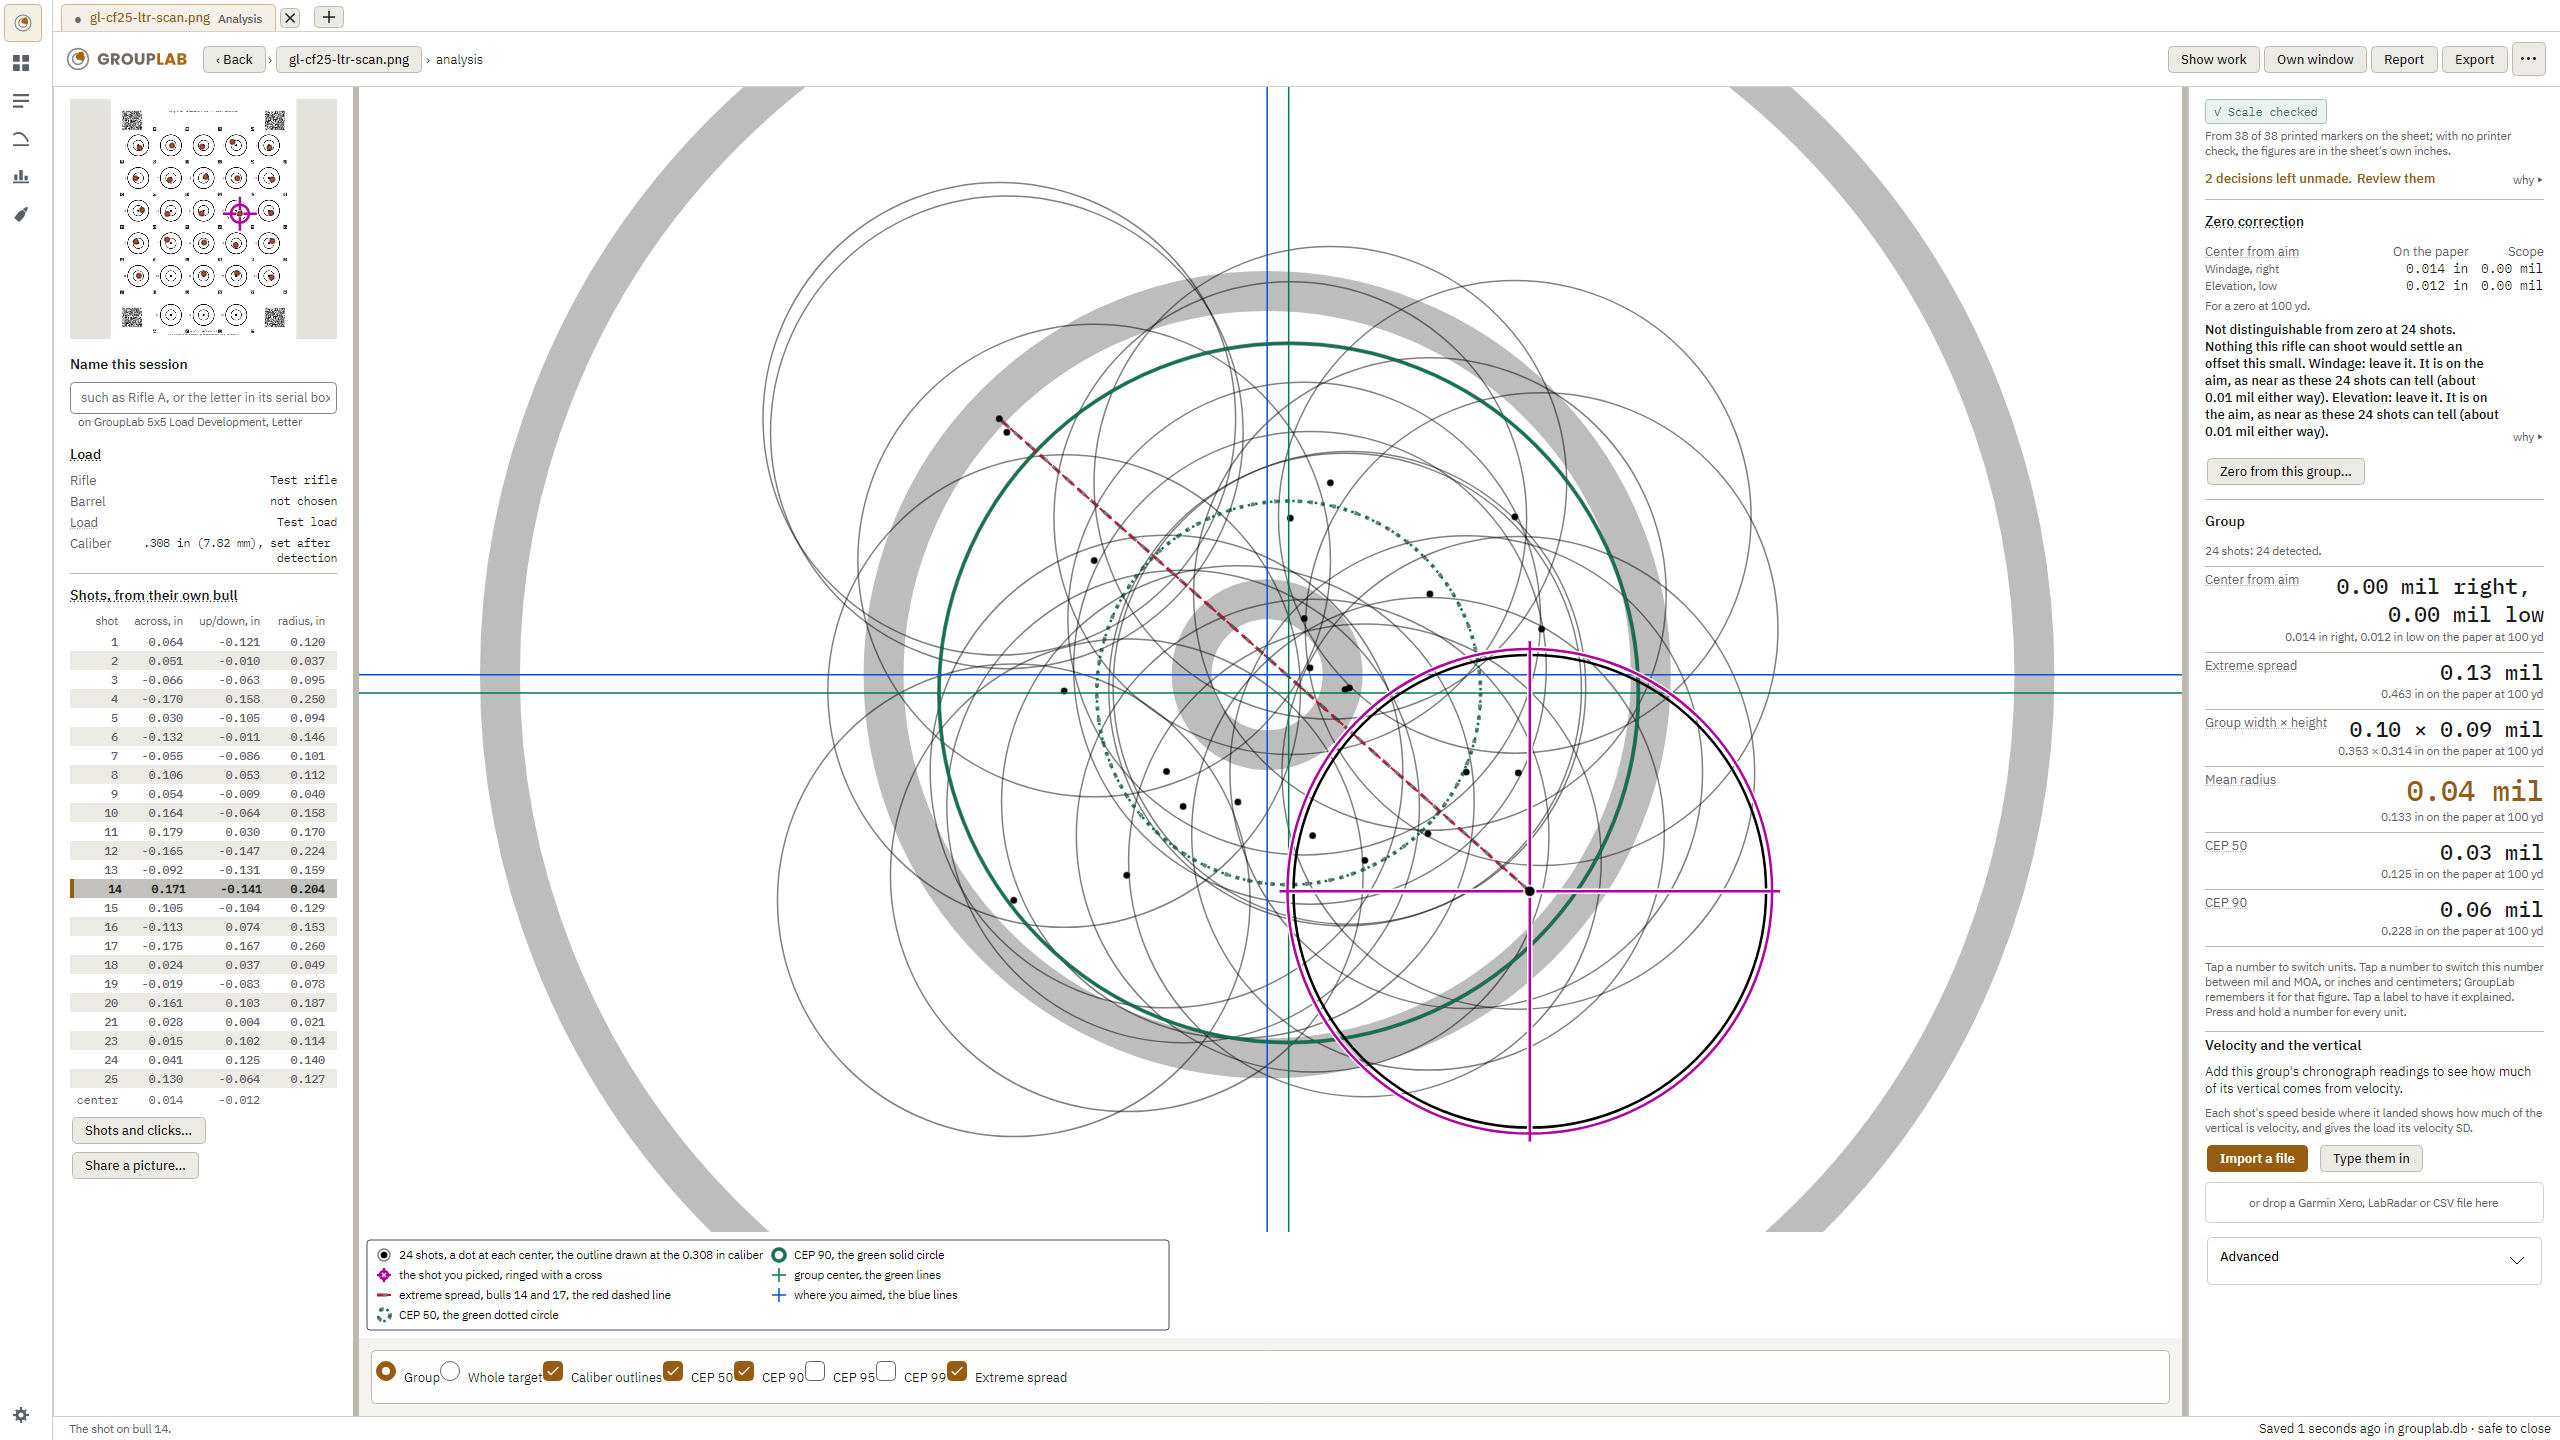 gl-cf25-ltr-scan.png Analysis
GROUPLAB
‹ Back › gl-cf25-ltr-scan.png › analysis
Show work Own window Report Export
Name this session
such as Rifle A, or the letter in its serial box
on GroupLab 5x5 Load Development, Letter
Load
Rifle Test rifle
Barrel not chosen
Load Test load
Caliber .308 in (7.82 mm), set after
detection
Shots, from their own bull
shot across, in up/down, in radius, in
1 0.064 -0.121 0.120
2 0.051 -0.010 0.037
3 -0.066 -0.063 0.095
4 -0.170 0.158 0.250
5 0.030 -0.105 0.094
6 -0.132 -0.011 0.146
7 -0.055 -0.086 0.101
8 0.106 0.053 0.112
9 0.054 -0.009 0.040
10 0.164 -0.064 0.158
11 0.179 0.030 0.170
12 -0.165 -0.147 0.224
13 -0.092 -0.131 0.159
14 0.171 -0.141 0.204
15 0.105 -0.104 0.129
16 -0.113 0.074 0.153
17 -0.175 0.167 0.260
18 0.024 0.037 0.049
19 -0.019 -0.083 0.078
20 0.161 0.103 0.187
21 0.028 0.004 0.021
23 0.015 0.102 0.114
24 0.041 0.125 0.140
25 0.130 -0.064 0.127
center 0.014 -0.012
Shots and clicks...
Share a picture...
24 shots, a dot at each center, the outline drawn at the 0.308 in caliber
the shot you picked, ringed with a cross
extreme spread, bulls 14 and 17, the red dashed line
CEP 50, the green dotted circle
CEP 90, the green solid circle
group center, the green lines
where you aimed, the blue lines
Group Whole target Caliber outlines CEP 50 CEP 90 CEP 95 CEP 99 Extreme spread
√ Scale checked
From 38 of 38 printed markers on the sheet; with no printer
check, the figures are in the sheet's own inches.
2 decisions left unmade. Review them why ▸
Zero correction
Center from aim On the paper Scope
Windage, right 0.014 in 0.00 mil
Elevation, low 0.012 in 0.00 mil
For a zero at 100 yd.
Not distinguishable from zero at 24 shots.
Nothing this rifle can shoot would settle an
offset this small. Windage: leave it. It is on the
aim, as near as these 24 shots can tell (about
0.01 mil either way). Elevation: leave it. It is on
the aim, as near as these 24 shots can tell (about
0.01 mil either way). why ▸
Zero from this group...
Group
24 shots: 24 detected.
Center from aim 0.00 mil right,
0.00 mil low
0.014 in right, 0.012 in low on the paper at 100 yd
Extreme spread 0.13 mil
0.463 in on the paper at 100 yd
Group width × height 0.10 × 0.09 mil
0.353 × 0.314 in on the paper at 100 yd
Mean radius 0.04 mil
0.133 in on the paper at 100 yd
CEP 50 0.03 mil
0.125 in on the paper at 100 yd
CEP 90 0.06 mil
0.228 in on the paper at 100 yd
Tap a number to switch units. Tap a number to switch this number
between mil and MOA, or inches and centimeters; GroupLab
remembers it for that figure. Tap a label to have it explained.
Press and hold a number for every unit.
Velocity and the vertical
Add this group's chronograph readings to see how much
of its vertical comes from velocity.
Each shot's speed beside where it landed shows how much of the
vertical is velocity, and gives the load its velocity SD.
Import a file Type them in
or drop a Garmin Xero, LabRadar or CSV file here
Advanced
The shot on bull 14.
Saved 1 seconds ago in grouplab.db · safe to close